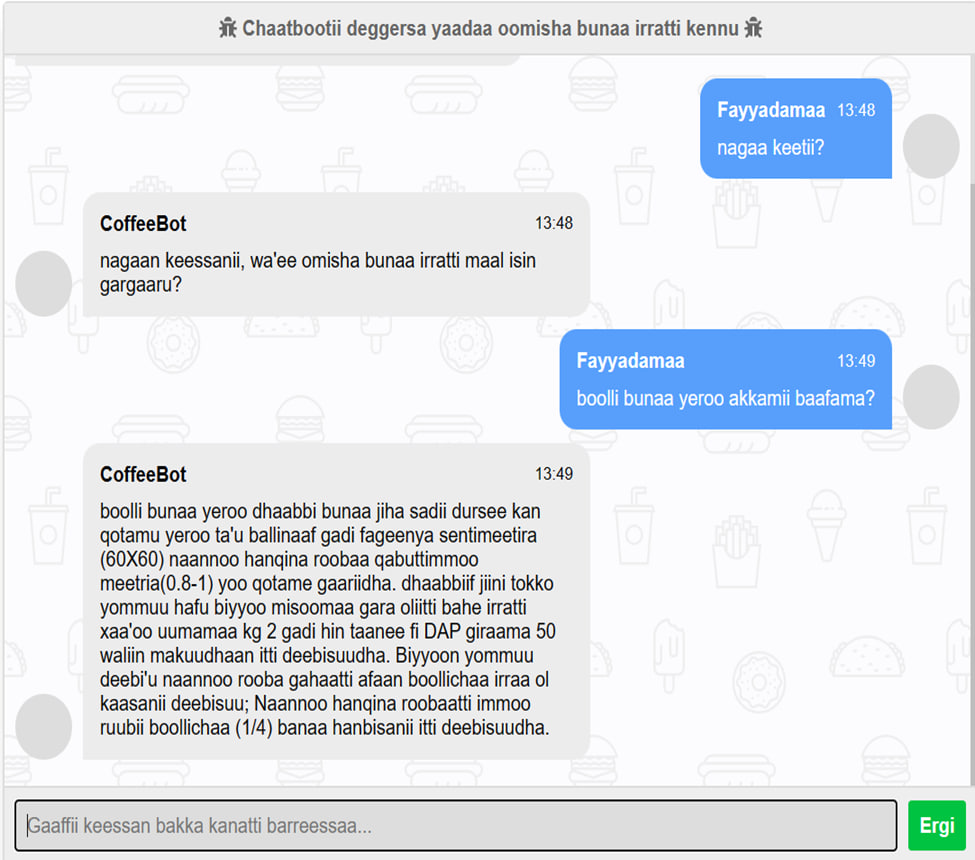 Chaatbootii deggersa yaadaa oomisha bunaa irratti kennu
Fayyadamaa 13:48
nagaa keetii?
CoffeeBot 13:48
nagaan keessanii, wa'ee omisha bunaa irratti maal isin
gargaaru?
Fayyadamaa 13:49
boolli bunaa yeroo akkamii baafama?
CoffeeBot 13:49
boolli bunaa yeroo dhaabbi bunaa jiha sadii dursee kan
qotamu yeroo ta'u ballinaaf gadi fageenya sentimeetira
(60X60) naannoo hanqina roobaa qabuttimmoo
meetria(0.8-1) yoo qotame gaariidha. dhaabbiif jiini tokko
yommuu hafu biyyoo misoomaa gara oliitti bahe irratti
xaa'oo uumamaa kg 2 gadi hin taanee fi DAP giraama 50
waliin makuudhaan itti deebisuudha. Biyyoon yommuu
deebi'u naannoo rooba gahaatti afaan boollichaa irraa ol
kaasanii deebisuu; Naannoo hanqina roobaatti immoo
ruubii boollichaa (1/4) banaa hanbisanii itti deebisuudha.
Gaaffii keessan bakka kanatti barreessaa...
Ergi